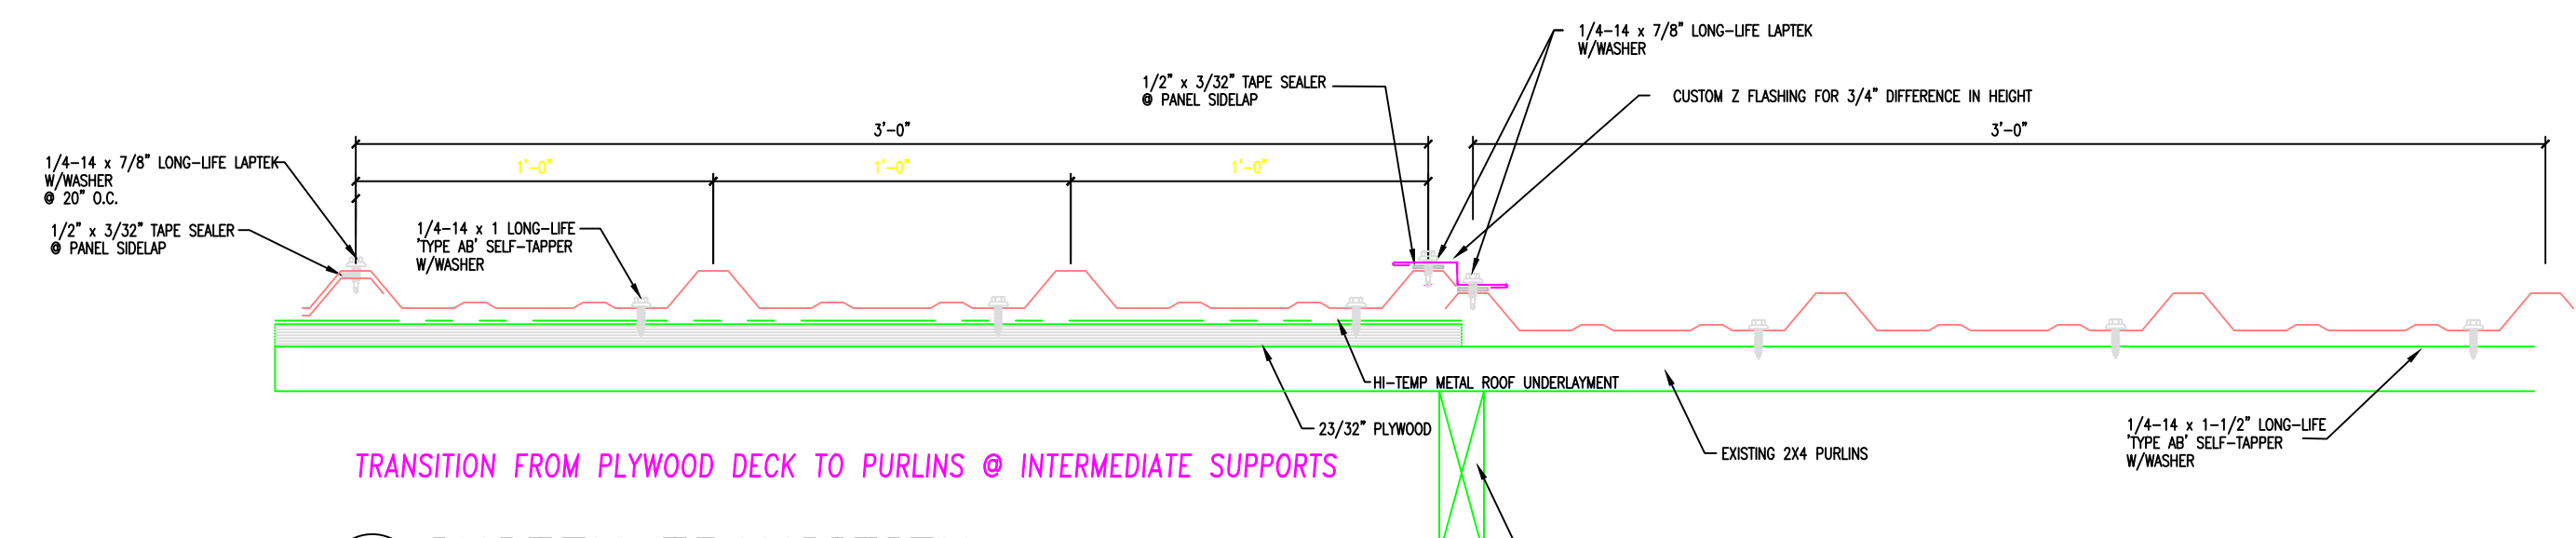 1/4-14 x 7/8" LONG-LIFE LAPTEK
W/WASHER
1/2" x 3/32" TAPE SEALER
@ PANEL SIDELAP
CUSTOM Z FLASHING FOR 3/4" DIFFERENCE IN HEIGHT
3'-0"
3'-0"
1'-0"
1'-0"
1'-0"
1/4-14 x 7/8" LONG-LIFE LAPTEK
W/WASHER
@ 20" O.C.
1/2" x 3/32" TAPE SEALER
@ PANEL SIDELAP
1/4-14 x 1 LONG-LIFE
'TYPE AB' SELF-TAPPER
W/WASHER
HI-TEMP METAL ROOF UNDERLAYMENT
23/32" PLYWOOD
EXISTING 2X4 PURLINS
1/4-14 x 1-1/2" LONG-LIFE
'TYPE AB' SELF-TAPPER
W/WASHER
TRANSITION FROM PLYWOOD DECK TO PURLINS @ INTERMEDIATE SUPPORTS